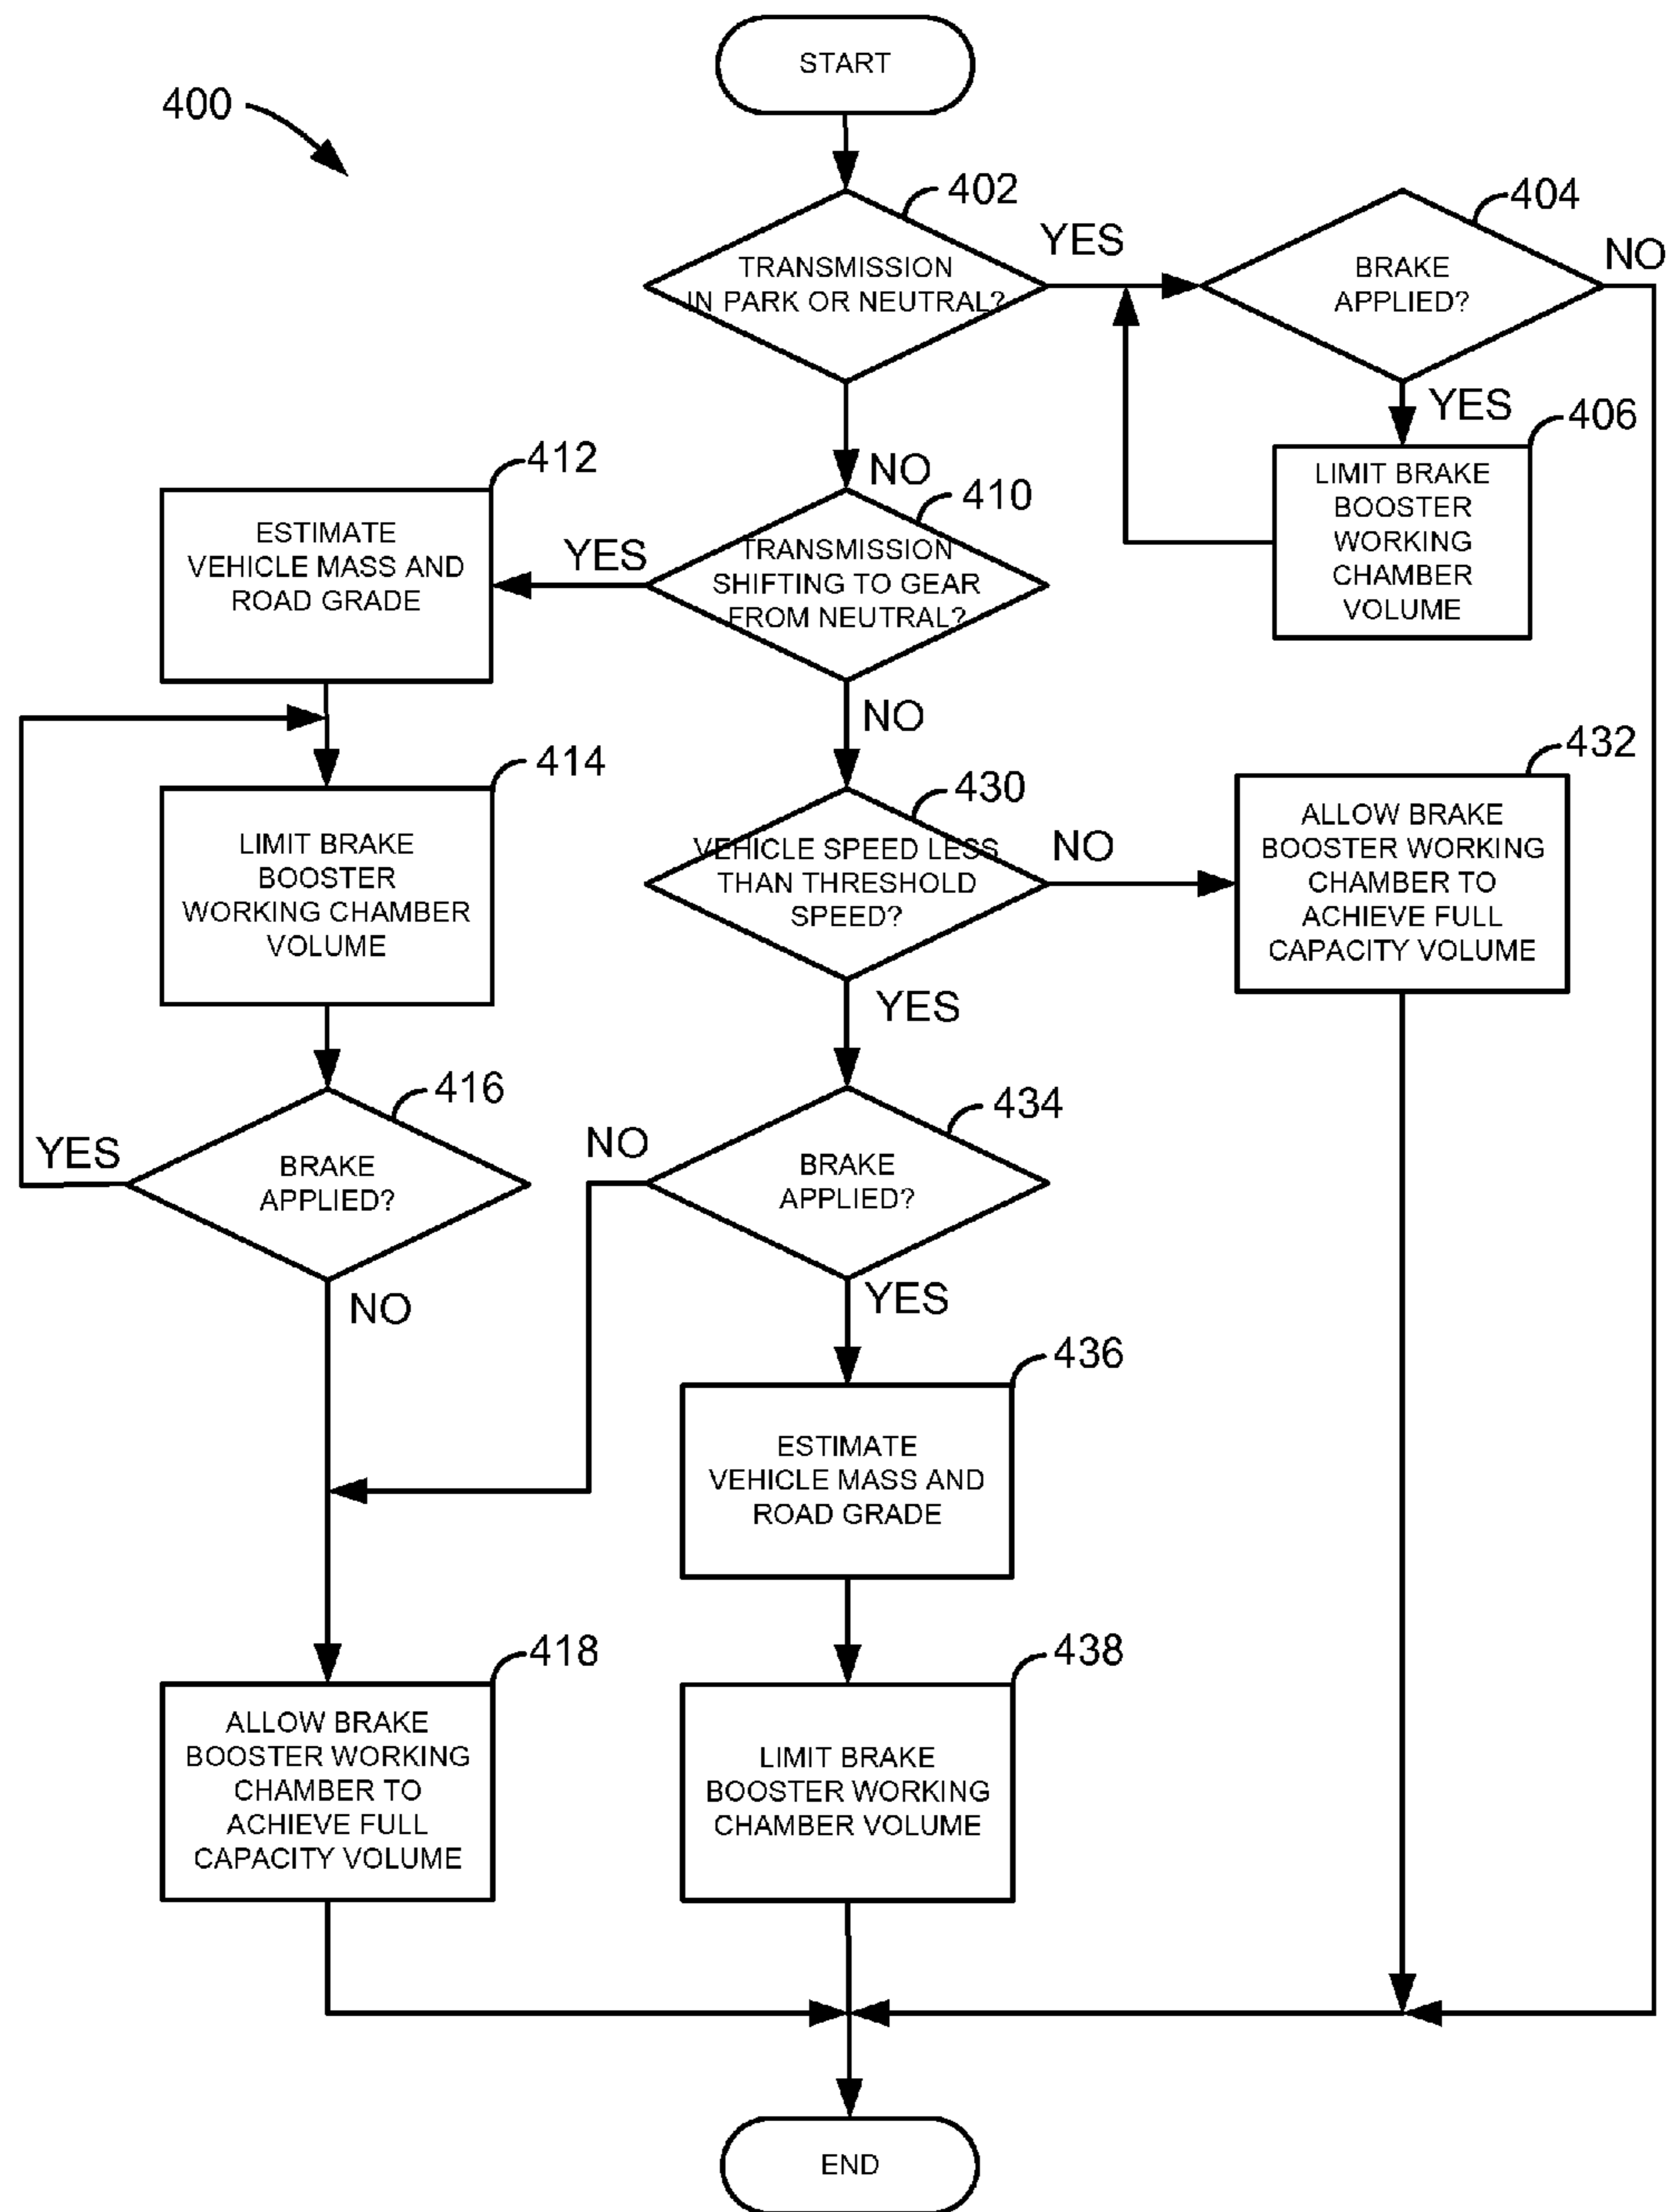 START
400
402
TRANSMISSION
IN PARK OR NEUTRAL?
YES
404
BRAKE
APPLIED?
NO
YES
406
LIMIT BRAKE
BOOSTER
WORKING
CHAMBER
VOLUME
NO
410
TRANSMISSION
SHIFTING TO GEAR
FROM NEUTRAL?
YES
412
ESTIMATE
VEHICLE MASS AND
ROAD GRADE
NO
414
LIMIT BRAKE
BOOSTER
WORKING CHAMBER
VOLUME
430
VEHICLE SPEED LESS
THAN THRESHOLD
SPEED?
NO
432
ALLOW BRAKE
BOOSTER WORKING
CHAMBER TO
ACHIEVE FULL
CAPACITY VOLUME
YES
416
BRAKE
APPLIED?
YES
NO
434
BRAKE
APPLIED?
NO
YES
436
ESTIMATE
VEHICLE MASS AND
ROAD GRADE
418
ALLOW BRAKE
BOOSTER WORKING
CHAMBER TO
ACHIEVE FULL
CAPACITY VOLUME
438
LIMIT BRAKE
BOOSTER WORKING
CHAMBER VOLUME
END